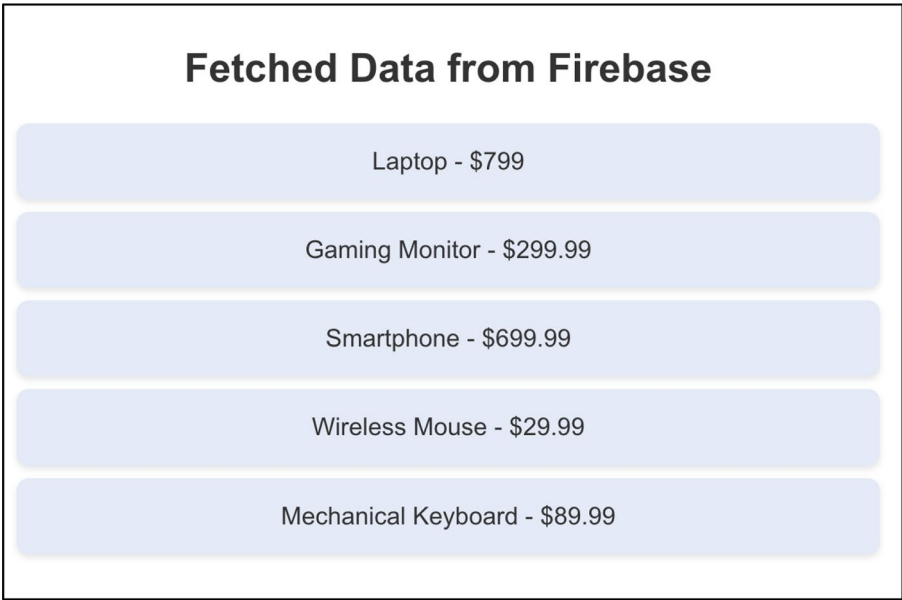 Fetched Data from Firebase
Laptop - $799
Gaming Monitor - $299.99
Smartphone - $699.99
Wireless Mouse - $29.99
Mechanical Keyboard - $89.99